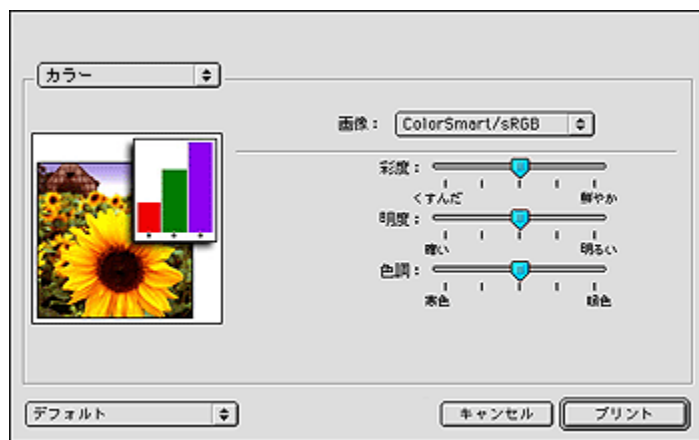 カラー
画像： ColorSmart/sRGB
彩度：
くすんだ 鮮やか
明度：
暗い 明るい
色調：
寒色 暖色
デフォルト キャンセル プリント